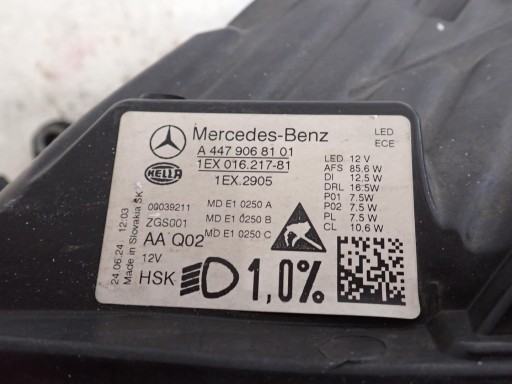 Mercedes-Benz
A 447 906 81 01
1EX 016.217-81
1EX.2905
HELLA
LED
ECE
LED 12 V
AFS 85,6 W
DI 12,5 W
DRL 16,5W
P01 7,5W
P02 7,5 W
PL 7,5 W
CL 10,6 W
00039211
ZGS001
AA Q02
12V
MD E1 0250 A
MD E1 0250 B
MD E1 0250 C
24.06.24 12:03
Made in Slovakia SK
HSK 1,0%